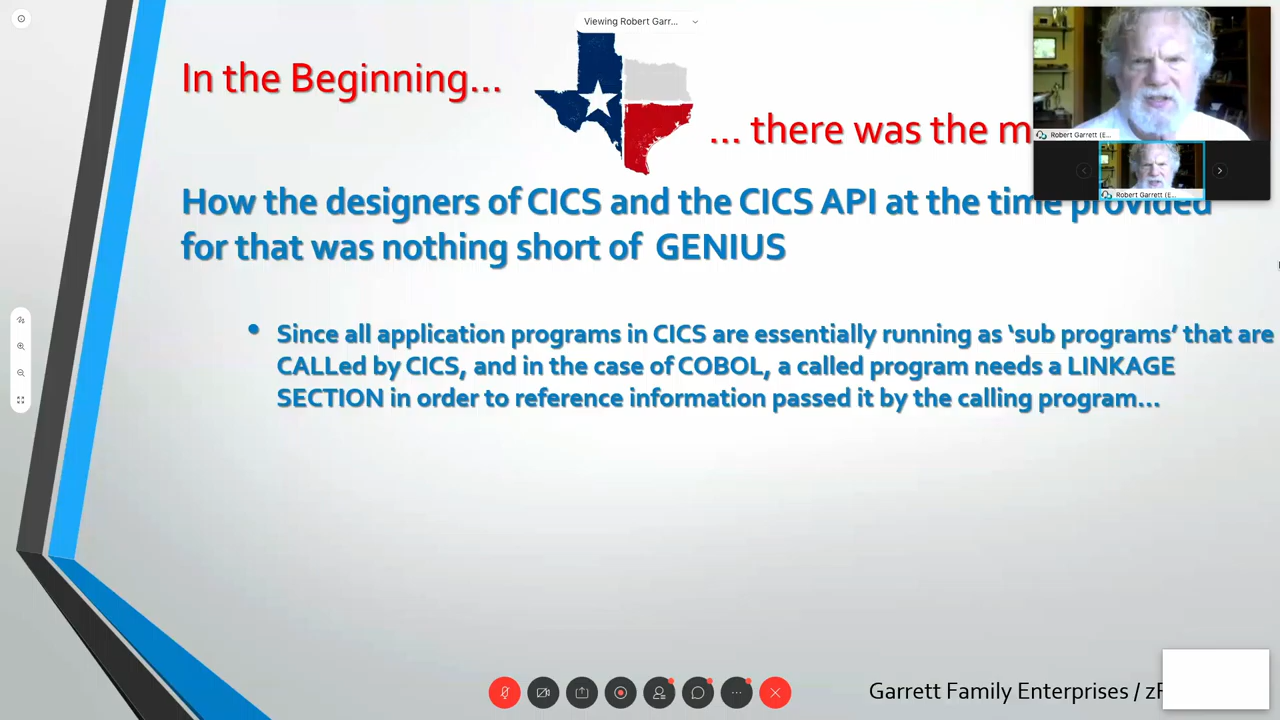 Viewing Robert Garr...
In the Beginning...
... there was the m
Robert Garrett (E...
Robert Garrett (E...
How the designers of CICS and the CICS API at the time provided
for that was nothing short of GENIUS
• Since all application programs in CICS are essentially running as ‘sub programs’ that are
CALLed by CICS, and in the case of COBOL, a called program needs a LINKAGE
SECTION in order to reference information passed it by the calling program...
Garrett Family Enterprises / zF